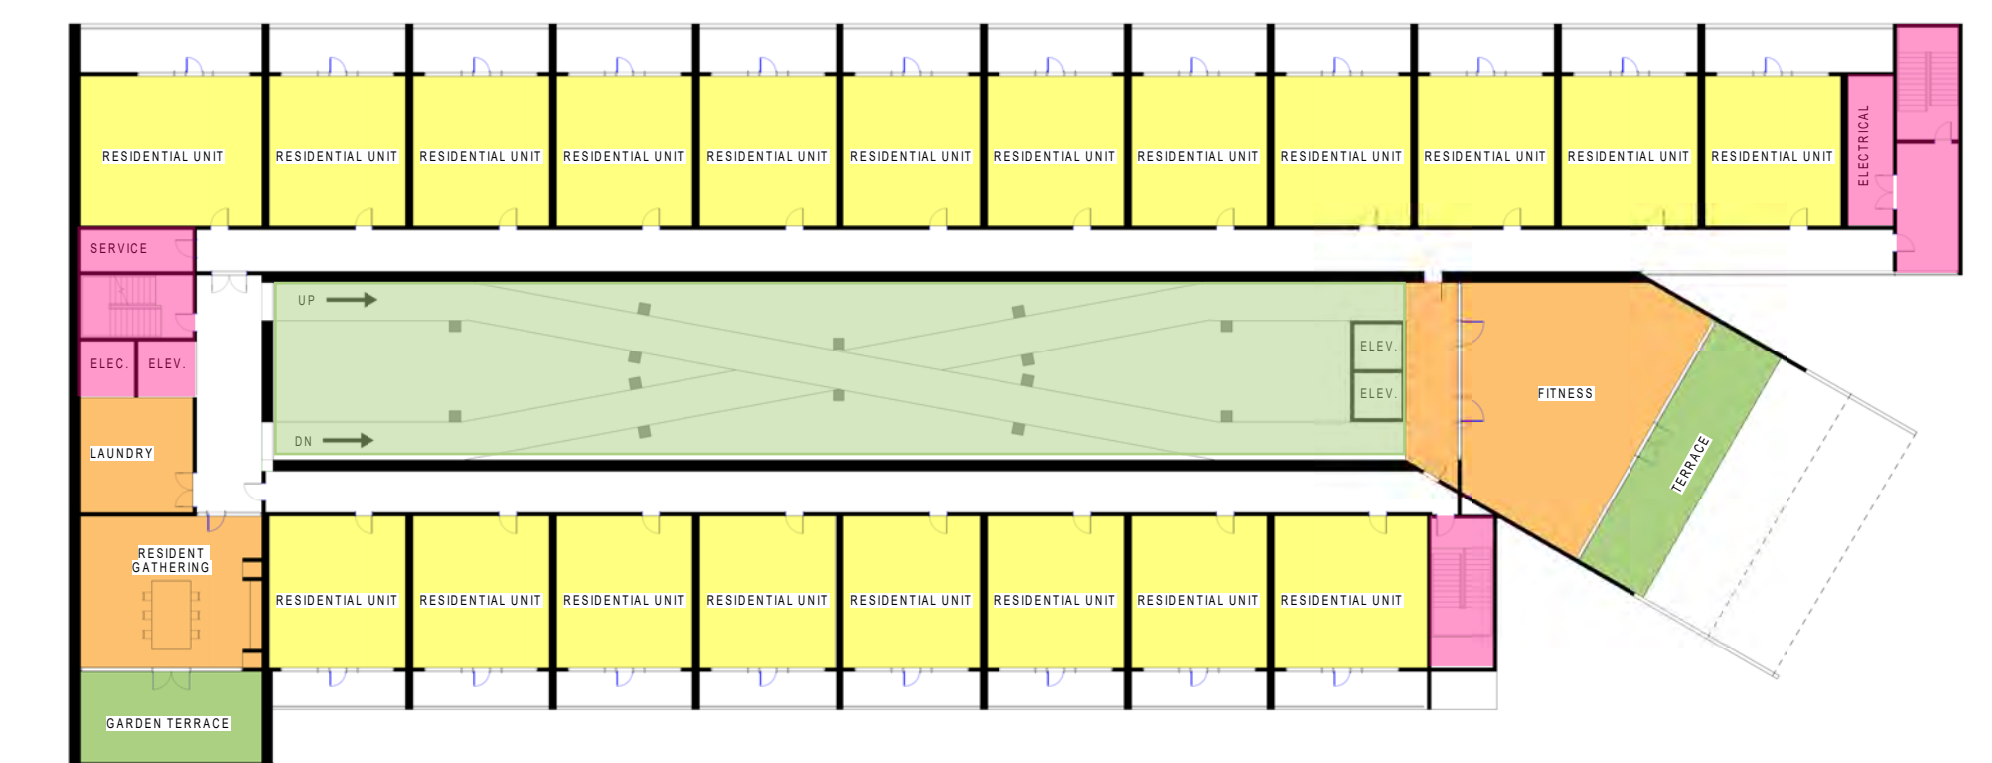 RESIDENTIAL UNIT
RESIDENTIAL UNIT
RESIDENTIAL UNIT
RESIDENTIAL UNIT
RESIDENTIAL UNIT
RESIDENTIAL UNIT
RESIDENTIAL UNIT
RESIDENTIAL UNIT
RESIDENTIAL UNIT
RESIDENTIAL UNIT
RESIDENTIAL UNIT
RESIDENTIAL UNIT
ELECTRICAL
SERVICE
UP
ELEC.
ELEV.
ELEV.
ELEV.
FITNESS
DN
LAUNDRY
TERRACE
RESIDENT
GATHERING
RESIDENTIAL UNIT
RESIDENTIAL UNIT
RESIDENTIAL UNIT
RESIDENTIAL UNIT
RESIDENTIAL UNIT
RESIDENTIAL UNIT
RESIDENTIAL UNIT
RESIDENTIAL UNIT
GARDEN TERRACE